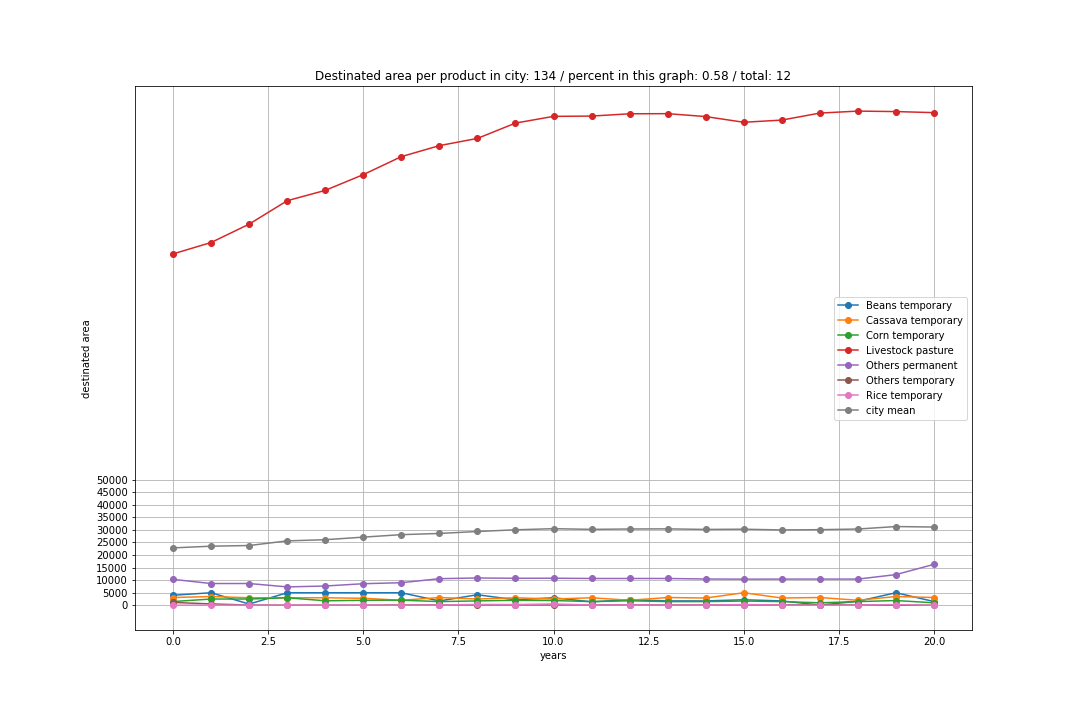 Destinated area per product in city: 134 / percent in this graph: 0.58 / total: 12
destinated area
Beans temporary
Cassava temporary
Corn temporary
Livestock pasture
Others permanent
Others temporary
Rice temporary
city mean
50000
45000
40000
35000
30000
25000
20000
15000
10000
5000
0
0.0 2.5 5.0 7.5 10.0 12.5 15.0 17.5 20.0
years